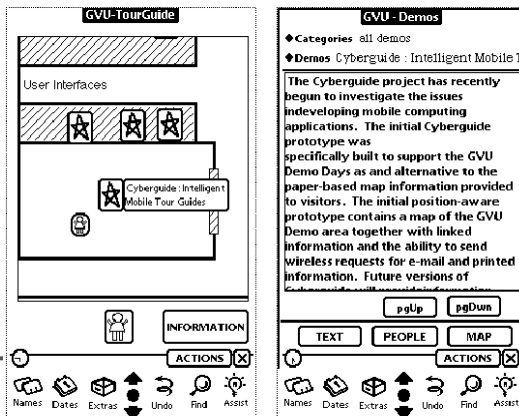 GVU-TourGuide
User Interfaces
Cyberguide: Intelligent
Mobile Tour Guides
INFORMATION
ACTIONS
Names Dates Extras Undo Find Assist
GVU - Demos
Categories all demos
Demos Cyberguide : Intelligent Mobile T
The Cyberguide project has recently
begun to investigate the issues
indeveloping mobile computing
applications. The initial Cyberguide
prototype was
specifically built to support the GVU
Demo Days as and alternative to the
paper-based map information provided
to visitors. The initial position-aware
prototype contains a map of the GVU
Demo area together with linked
information and the ability to send
wireless requests for e-mail and printed
information. Future versions of
pgUp pgDwn
TEXT PEOPLE MAP
ACTIONS
Names Dates Extras Undo Find Assist